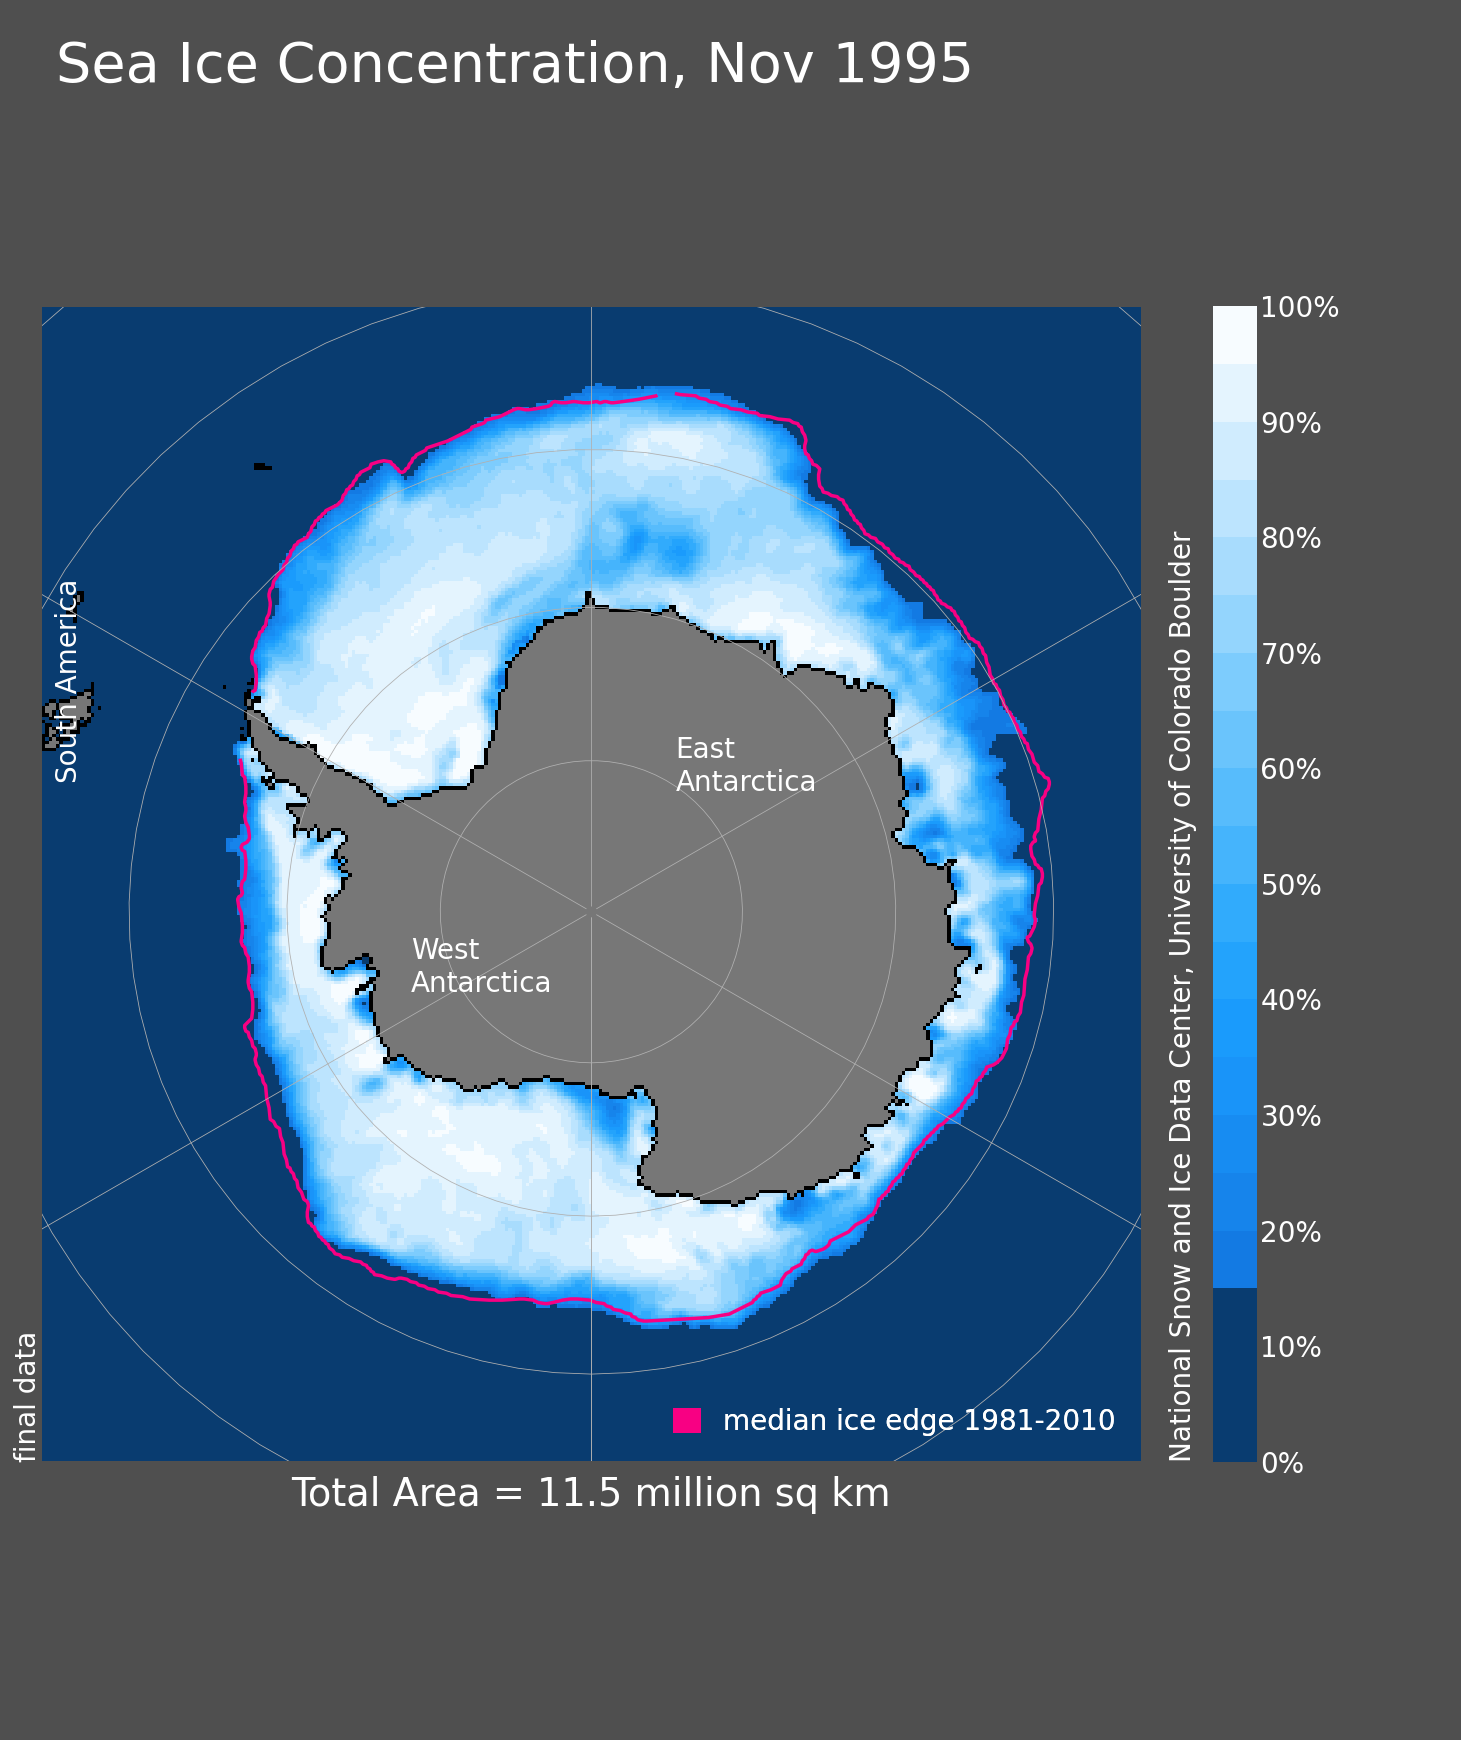 Sea Ice Concentration, Nov 1995
South America
East
Antarctica
West
Antarctica
final data
median ice edge 1981-2010
Total Area = 11.5 million sq km
National Snow and Ice Data Center, University of Colorado Boulder
100%
90%
80%
70%
60%
50%
40%
30%
20%
10%
0%